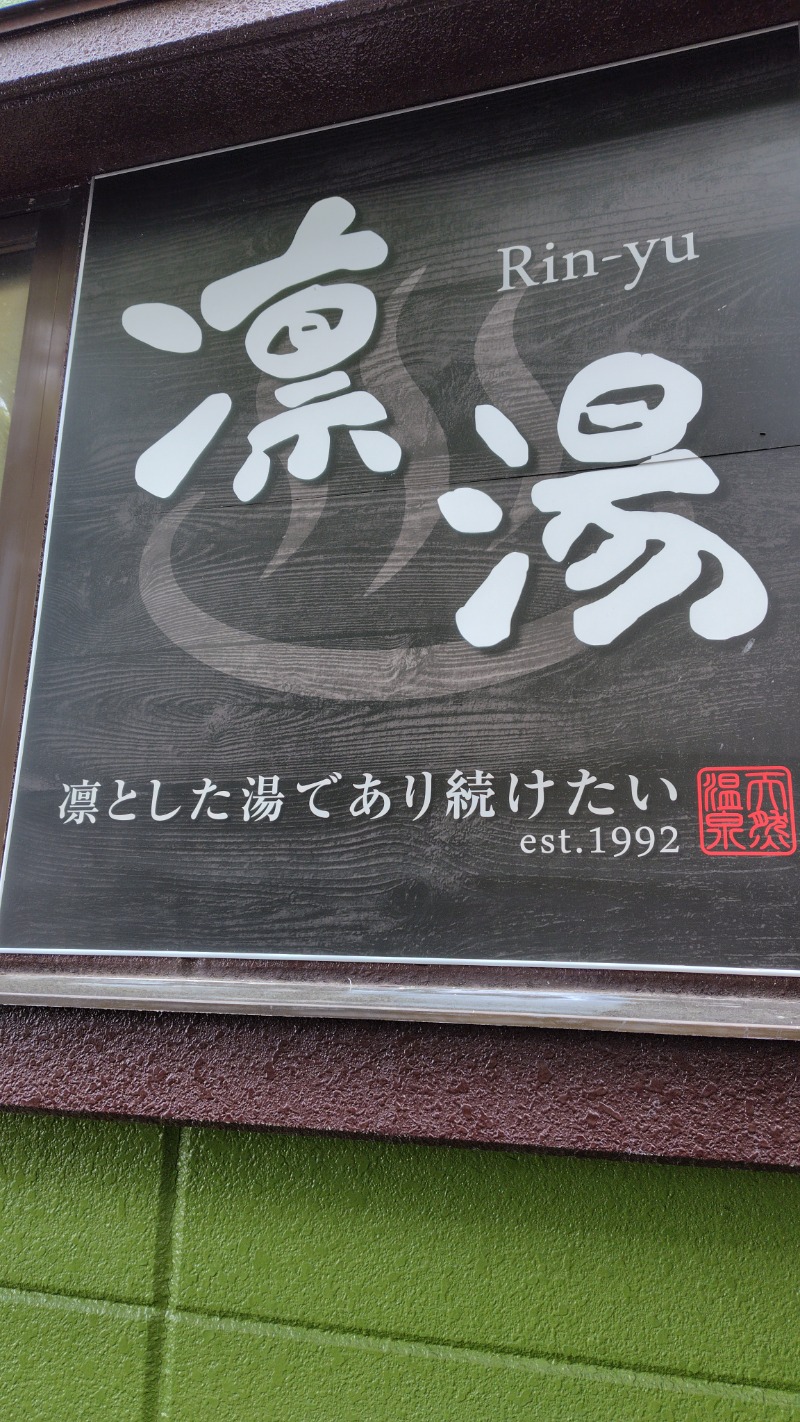 凛湯
Rin-yu
凛とした湯であり続けたい
est.1992
天然
温泉